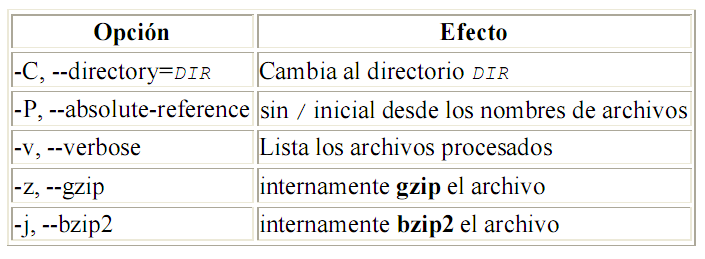 Opción Efecto
-C, --directory=DIR Cambia al directorio DIR
-P, --absolute-reference sin / inicial desde los nombres de archivos
-v, --verbose Lista los archivos procesados
-z, --gzip internamente gzip el archivo
-j, --bzip2 internamente bzip2 el archivo